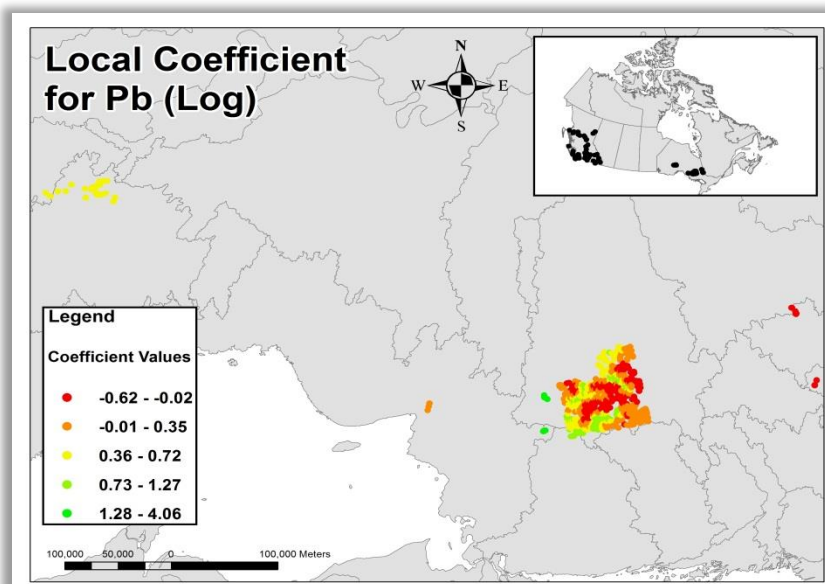 Local Coefficient
for Pb (Log)
N
W E
S
Legend
Coefficient Values
-0.62 - -0.02
-0.01 - 0.35
0.36 - 0.72
0.73 - 1.27
1.28 - 4.06
100,000 50,000 0 100,000 Meters